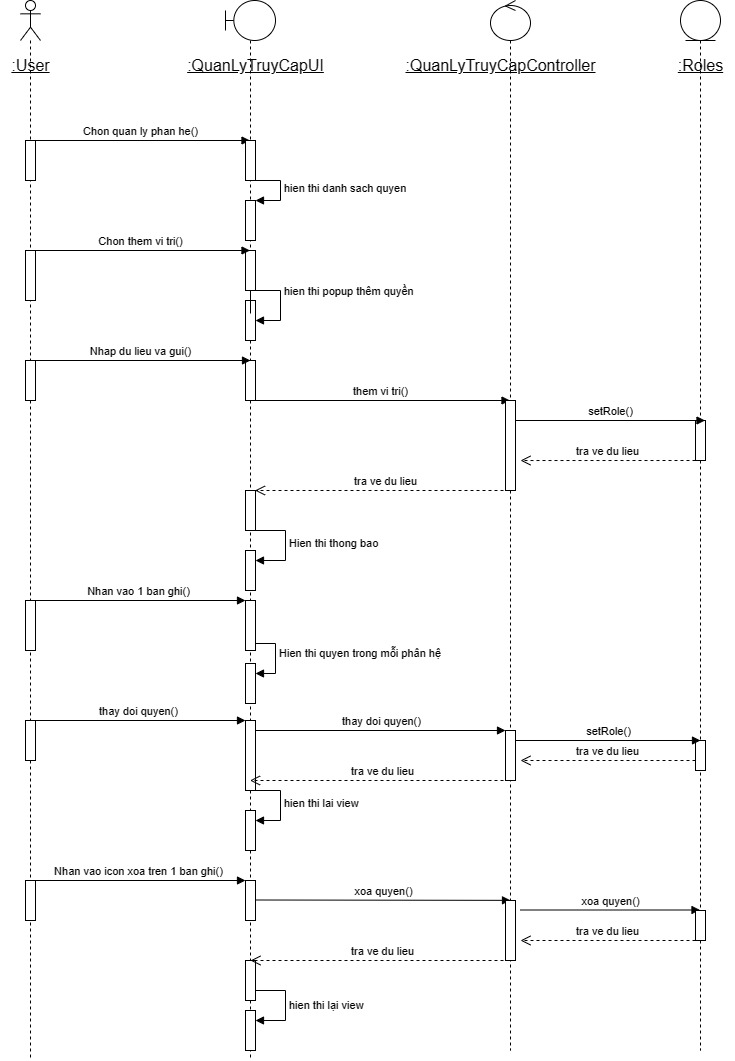 :User
:QuanLyTruyCapUI
:QuanLyTruyCapController
:Roles
Chon quan ly phan he()
hien thi danh sach quyen
Chon them vi tri()
hien thi popup thêm quyền
Nhap du lieu va gui()
them vi tri()
setRole()
tra ve du lieu
tra ve du lieu
Hien thi thong bao
Nhan vao 1 ban ghi()
Hien thi quyen trong mỗi phân hệ
thay doi quyen()
thay doi quyen()
setRole()
tra ve du lieu
tra ve du lieu
hien thi lai view
Nhan vao icon xoa tren 1 ban ghi()
xoa quyen()
xoa quyen()
tra ve du lieu
tra ve du lieu
hien thi lại view